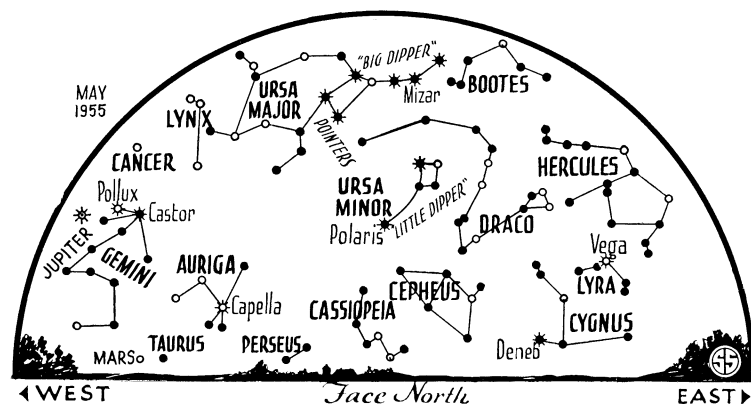 MAY
1955
"BIG DIPPER"
Mizar
BOOTES
URSA
MAJOR
LYNX
POINTERS
CANCER
HERCULES
Pollux
Castor
URSA
MINOR
"LITTLE DIPPER"
Polaris
DRACO
JUPITER
GEMINI
AURIGA
Vega
LYRA
Capella
CASSIOPEIA
CEPHEUS
CYGNUS
Deneb
MARS
TAURUS
PERSEUS
WEST
Face North
EAST